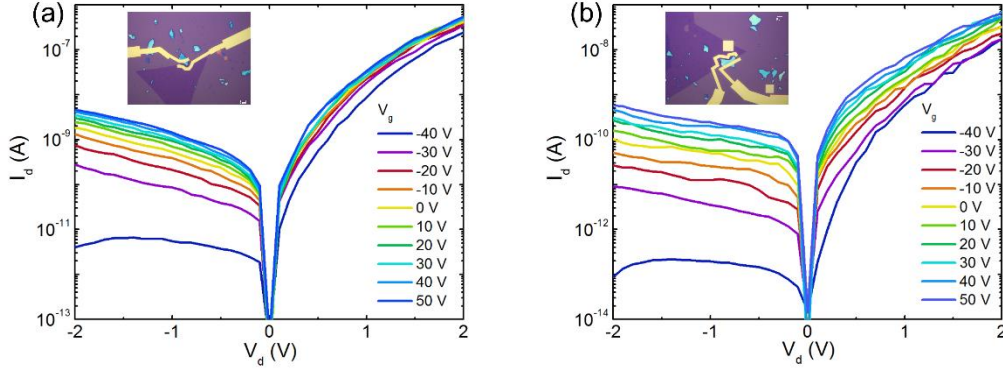 (a)
I_d (A)
10^-7
10^-9
10^-11
10^-13
V_g
-40 V
-30 V
-20 V
-10 V
0 V
10 V
20 V
30 V
40 V
50 V
-2
-1
0
1
2
V_d (V)
(b)
I_d (A)
10^-8
10^-10
10^-12
10^-14
V_g
-40 V
-30 V
-20 V
-10 V
0 V
10 V
20 V
30 V
40 V
50 V
-2
-1
0
1
2
V_d (V)